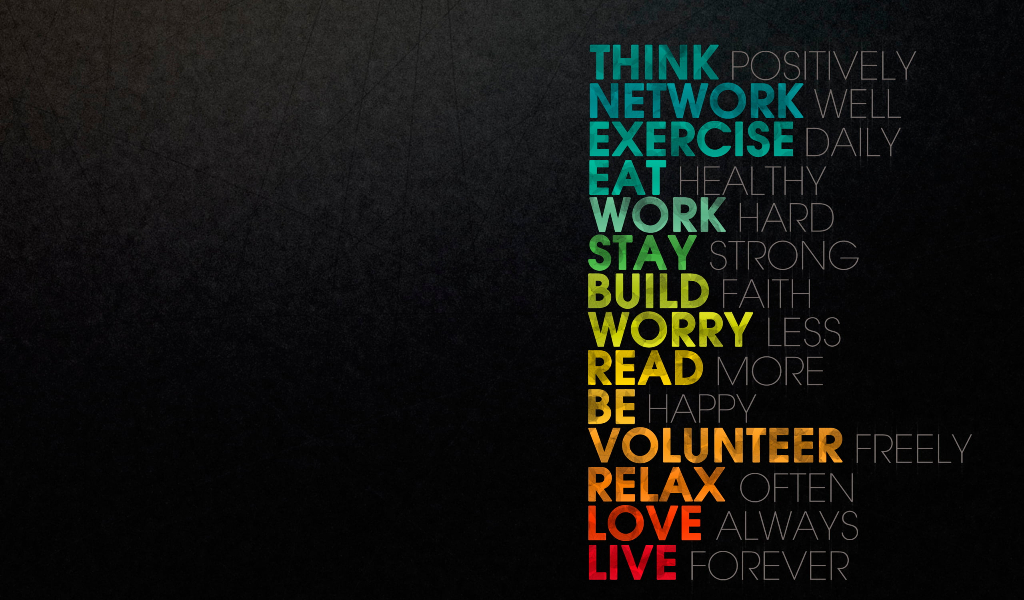 THINK POSITIVELY
NETWORK WELL
EXERCISE DAILY
EAT HEALTHY
WORK HARD
STAY STRONG
BUILD FAITH
WORRY LESS
READ MORE
BE HAPPY
VOLUNTEER FREELY
RELAX OFTEN
LOVE ALWAYS
LIVE FOREVER